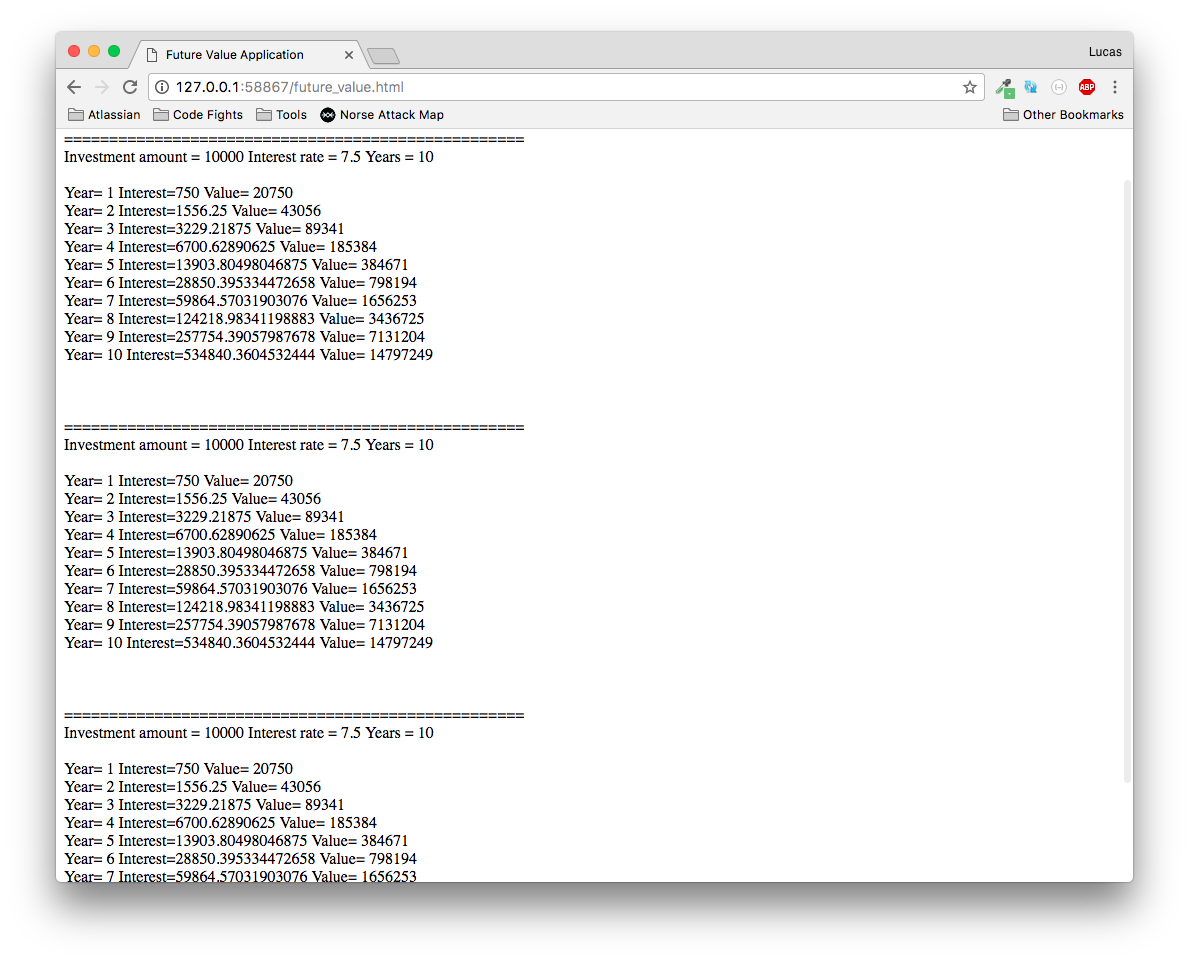 Future Value Application
Lucas
127.0.0.1:58867/future_value.html
ABP
Atlassian Code Fights Tools Norse Attack Map Other Bookmarks
===================================================
Investment amount = 10000 Interest rate = 7.5 Years = 10
Year= 1 Interest=750 Value= 20750
Year= 2 Interest=1556.25 Value= 43056
Year= 3 Interest=3229.21875 Value= 89341
Year= 4 Interest=6700.62890625 Value= 185384
Year= 5 Interest=13903.80498046875 Value= 384671
Year= 6 Interest=28850.395334472658 Value= 798194
Year= 7 Interest=59864.57031903076 Value= 1656253
Year= 8 Interest=124218.98341198883 Value= 3436725
Year= 9 Interest=257754.39057987678 Value= 7131204
Year= 10 Interest=534840.3604532444 Value= 14797249
===================================================
Investment amount = 10000 Interest rate = 7.5 Years = 10
Year= 1 Interest=750 Value= 20750
Year= 2 Interest=1556.25 Value= 43056
Year= 3 Interest=3229.21875 Value= 89341
Year= 4 Interest=6700.62890625 Value= 185384
Year= 5 Interest=13903.80498046875 Value= 384671
Year= 6 Interest=28850.395334472658 Value= 798194
Year= 7 Interest=59864.57031903076 Value= 1656253
Year= 8 Interest=124218.98341198883 Value= 3436725
Year= 9 Interest=257754.39057987678 Value= 7131204
Year= 10 Interest=534840.3604532444 Value= 14797249
===================================================
Investment amount = 10000 Interest rate = 7.5 Years = 10
Year= 1 Interest=750 Value= 20750
Year= 2 Interest=1556.25 Value= 43056
Year= 3 Interest=3229.21875 Value= 89341
Year= 4 Interest=6700.62890625 Value= 185384
Year= 5 Interest=13903.80498046875 Value= 384671
Year= 6 Interest=28850.395334472658 Value= 798194
Year= 7 Interest=59864.57031903076 Value= 1656253